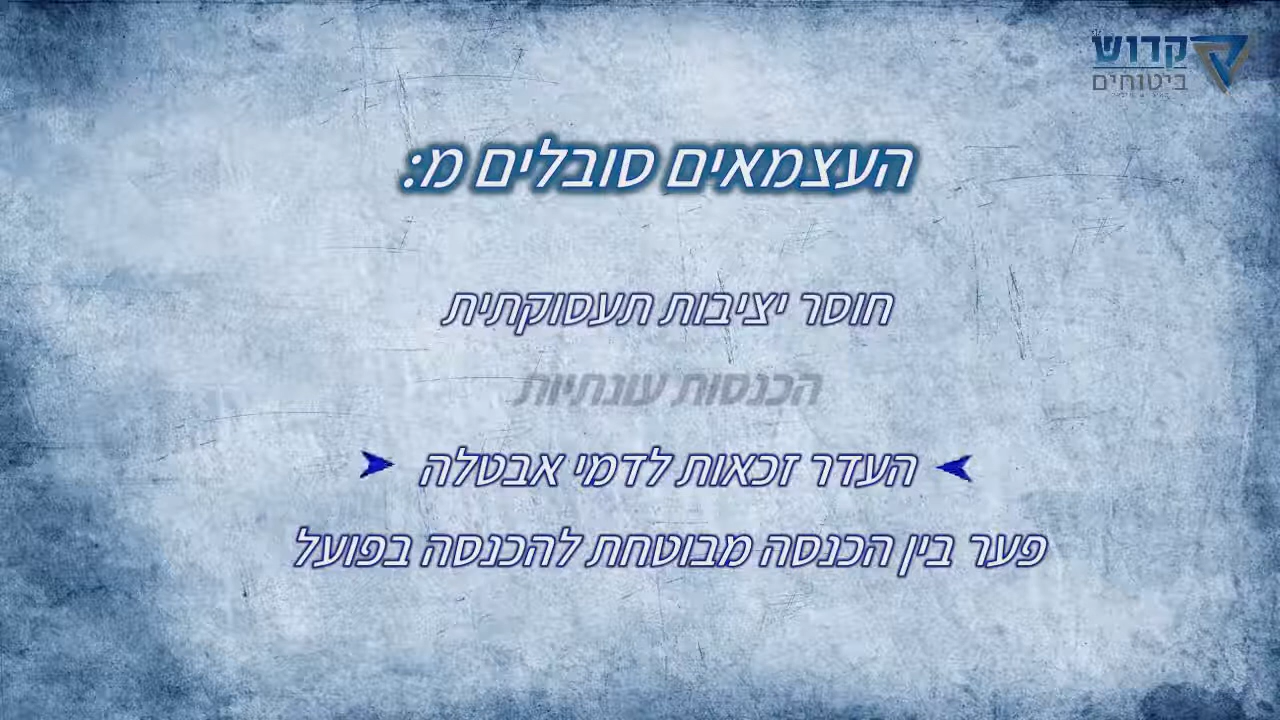 קדוש
ביטוחים
העצמאים סובלים מ:
חוסר יציבות תעסוקתית
הכנסות עונתיות
העדר זכאות לדמי אבטלה
פער בין הכנסה מבוטחת להכנסה בפועל